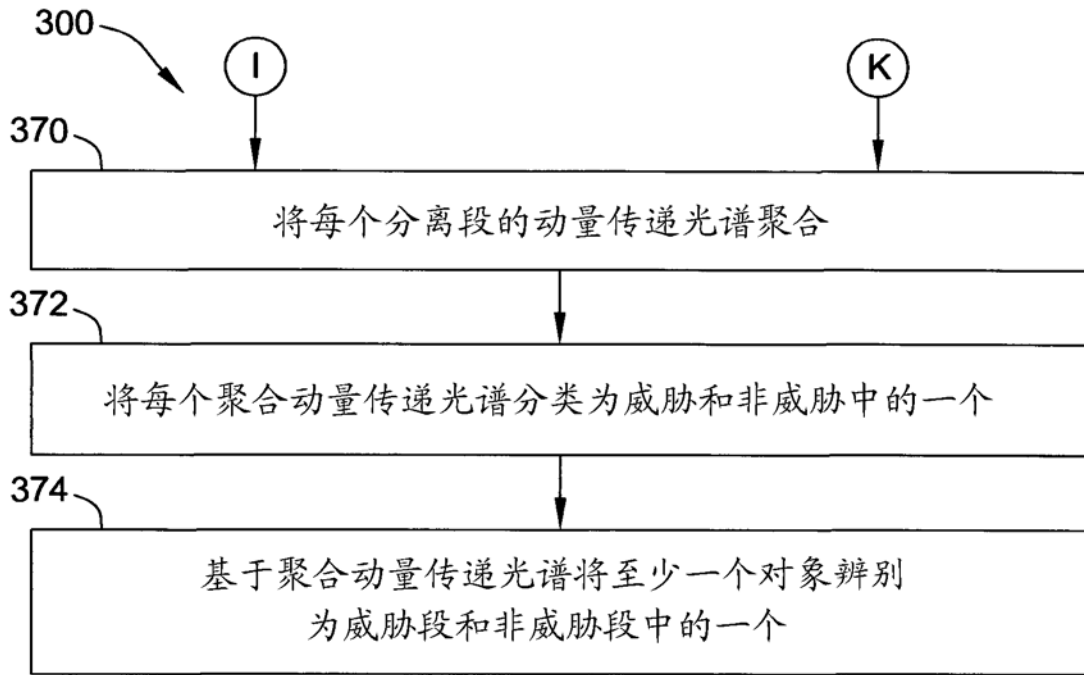 300
I
K
370
将每个分离段的动量传递光谱聚合
372
将每个聚合动量传递光谱分类为威胁和非威胁中的一个
374
基于聚合动量传递光谱将至少一个对象辨别
为威胁段和非威胁段中的一个